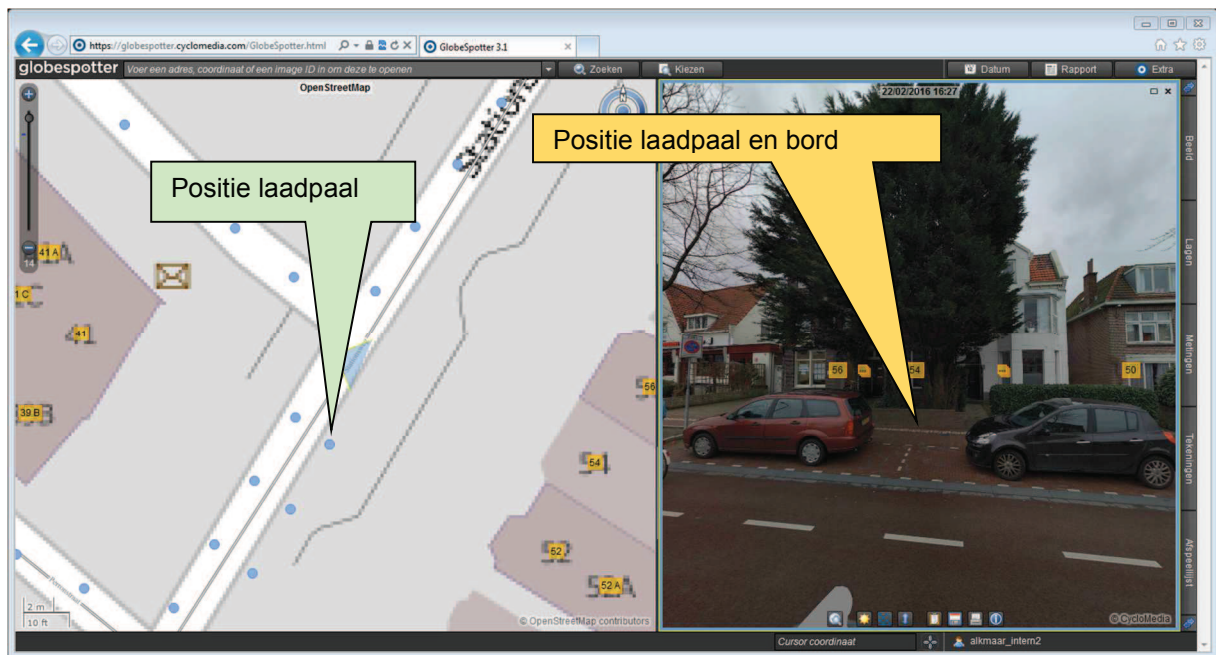 https://globespotter.cyclomedia.com/GlobeSpotter.html
GlobeSpotter 3.1
globespotter
Voer een adres, coordinaat of een image ID in om deze te openen
Zoeken
Kiezen
Datum
Rapport
Extra
OpenStreetMap
22/02/2016 16:27
Positie laadpaal
Positie laadpaal en bord
14
41 A
1 C
41
39 B
56
54
52
52 A
56
54
50
2 m
10 ft
© OpenStreetMap contributors
© CycloMedia
Beeld
Lagen
Metingen
Tekeningen
Afspeellijst
Cursor coordinaat
alkmaar_intern2